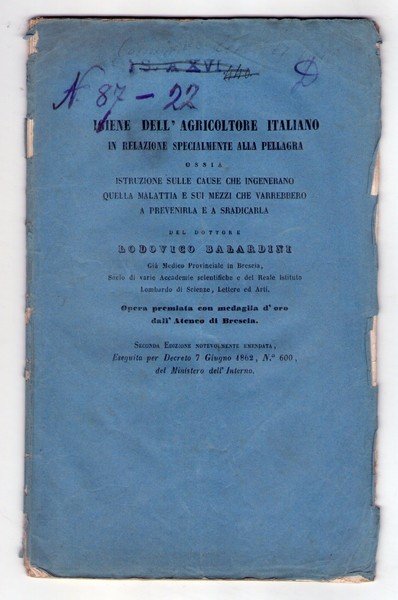 S. XXVI
440
N 87 - 22
D
IGIENE DELL' AGRICOLTORE ITALIANO
IN RELAZIONE SPECIALMENTE ALLA PELLAGRA
OSSIA
ISTRUZIONE SULLE CAUSE CHE INGENERANO
QUELLA MALATTIA E SUI MEZZI CHE VARREBBERO
A PREVENIRLA E A SRADICARLA
DEL DOTTORE
LODOVICO BALARDINI
Già Medico Provinciale in Brescia,
Socio di varie Accademie scientifiche e del Reale Istituto
Lombardo di Scienze, Lettere ed Arti.
Opera premiata con medaglia d'oro
dall'Ateneo di Brescia.
SECONDA EDIZIONE NOTEVOLMENTE EMENDATA,
Eseguita per Decreto 7 Giugno 1862, N.° 600,
del Ministero dell'Interno.